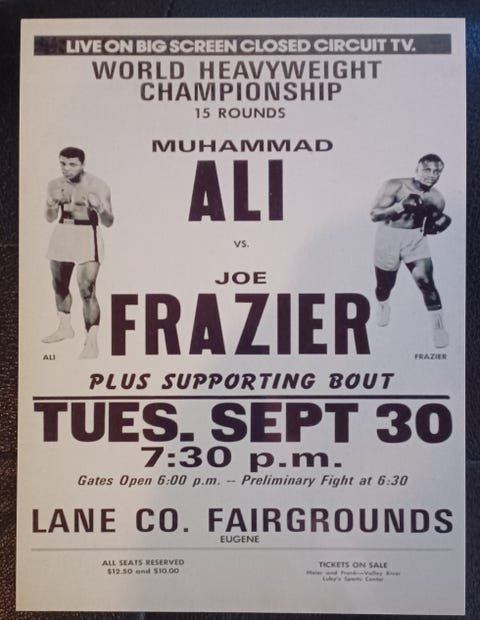 LIVE ON BIG SCREEN CLOSED CIRCUIT TV.
WORLD HEAVYWEIGHT
CHAMPIONSHIP
15 ROUNDS
MUHAMMAD
ALI
VS.
JOE
FRAZIER
ALI
FRAZIER
PLUS SUPPORTING BOUT
TUES. SEPT 30
7:30 p.m.
Gates Open 6:00 p.m. -- Preliminary Fight at 6:30
LANE CO. FAIRGROUNDS
EUGENE
ALL SEATS RESERVED
$12.50 and $10.00
TICKETS ON SALE
Meier and Frank—Valley River
Luby's Sports Center